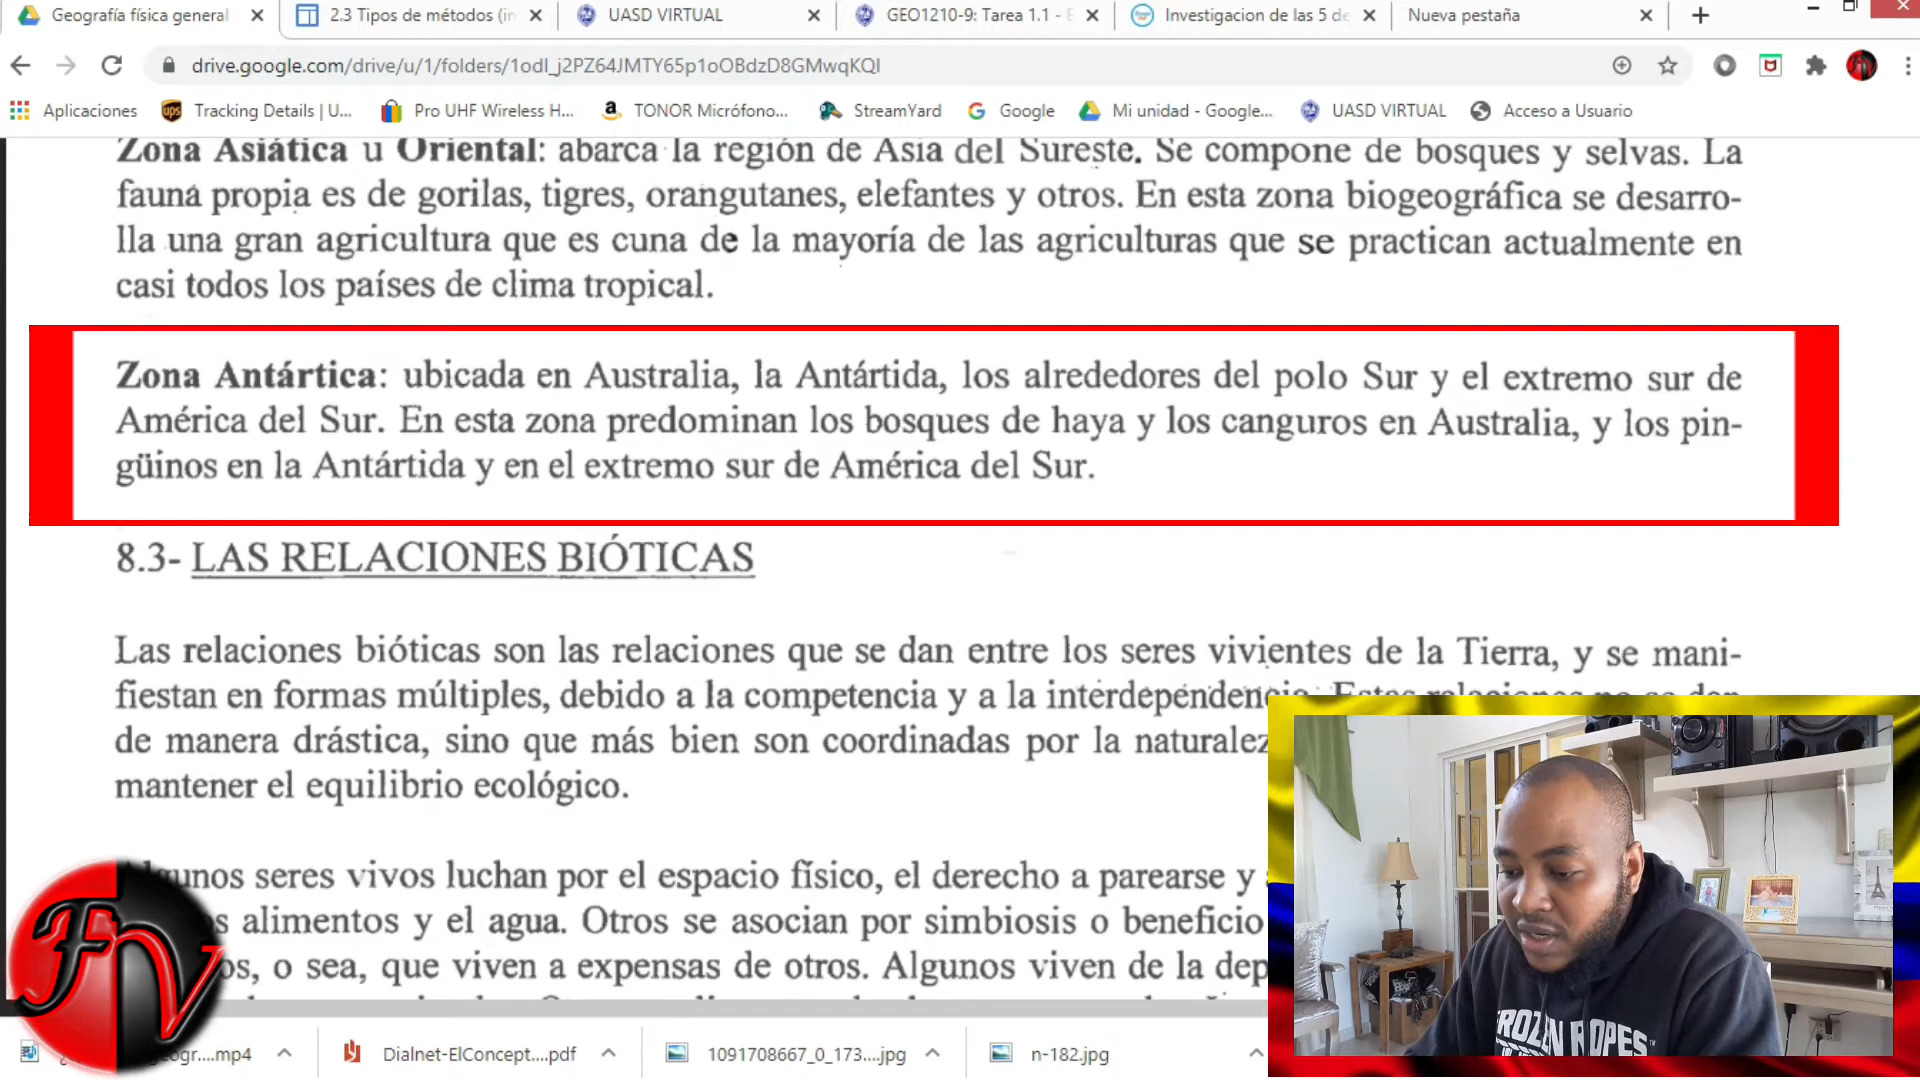 Geografía física general
2.3 Tipos de métodos (in
UASD VIRTUAL
GEO1210-9: Tarea 1.1 - E
Investigacion de las 5 de
Nueva pestaña
drive.google.com/drive/u/1/folders/1odI_j2PZ64JMTY65p1oOBdzD8GMwqKQI
Aplicaciones
Tracking Details | U...
Pro UHF Wireless H...
TONOR Micrófono...
StreamYard
Google
Mi unidad - Google...
UASD VIRTUAL
Acceso a Usuario
Zona Asiática u Oriental: abarca la región de Asia del Sureste. Se compone de bosques y selvas. La
fauna propia es de gorilas, tigres, orangutanes, elefantes y otros. En esta zona biogeográfica se desarro-
lla una gran agricultura que es cuna de la mayoría de las agriculturas que se practican actualmente en
casi todos los países de clima tropical.
Zona Antártica: ubicada en Australia, la Antártida, los alrededores del polo Sur y el extremo sur de
América del Sur. En esta zona predominan los bosques de haya y los canguros en Australia, y los pin-
güinos en la Antártida y en el extremo sur de América del Sur.
8.3- LAS RELACIONES BIÓTICAS
Las relaciones bióticas son las relaciones que se dan entre los seres vivientes de la Tierra, y se mani-
fiestan en formas múltiples, debido a la competencia y a la interdependencia. Estas relaciones no se dan
de manera drástica, sino que más bien son coordinadas por la naturalez
mantener el equilibrio ecológico.
lgunos seres vivos luchan por el espacio físico, el derecho a parearse y
s alimentos y el agua. Otros se asocian por simbiosis o beneficio
os, o sea, que viven a expensas de otros. Algunos viven de la dep
FV
FROZEN ROPES
ogr....mp4
Dialnet-ElConcept....pdf
1091708667_0_173....jpg
n-182.jpg